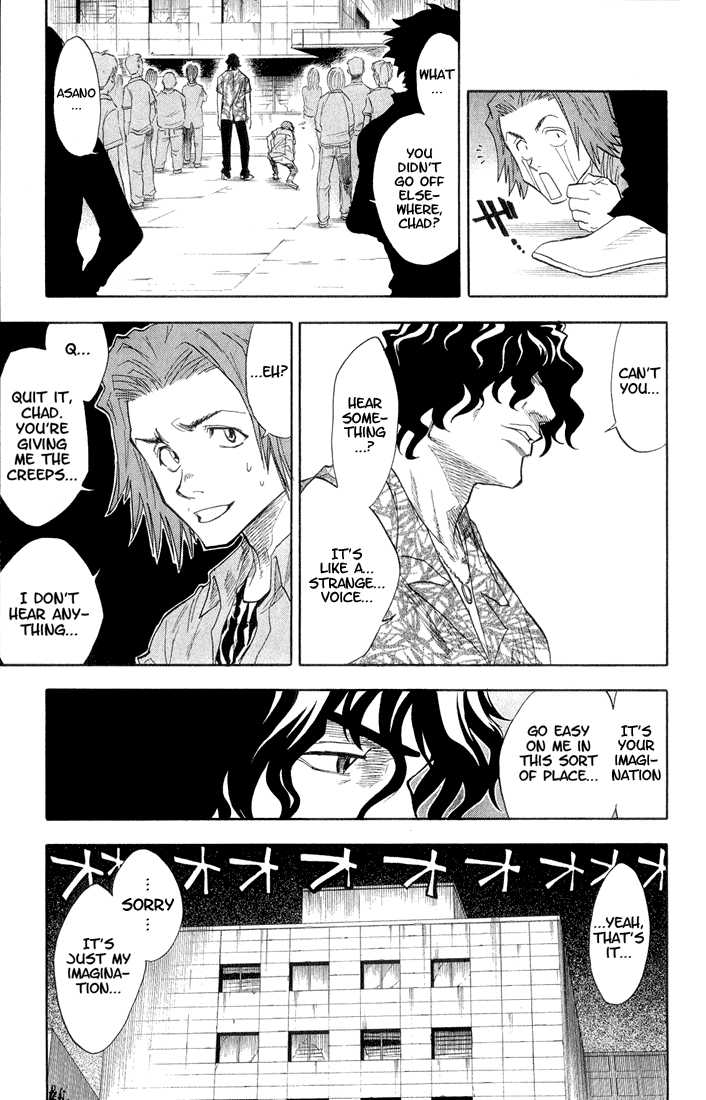 WHAT
...
YOU
DIDN'T
GO OFF
ELSE-
WHERE,
CHAD?
ASANO
...
CAN'T
YOU...
HEAR
SOME-
THING
...?
IT'S
LIKE A
STRANGE...
VOICE...
...EH?
Q...
QUIT IT,
CHAD.
YOU'RE
GIVING
ME THE
CREEPS...
I DON'T
HEAR ANY-
THING...
IT'S
YOUR
IMAGI-
NATION
GO EASY
ON ME IN
THIS SORT
OF PLACE...
オオオオオオオ
...YEAH,
THAT'S
IT...
...
SORRY
...
IT'S
JUST MY
IMAGINA-
TION...